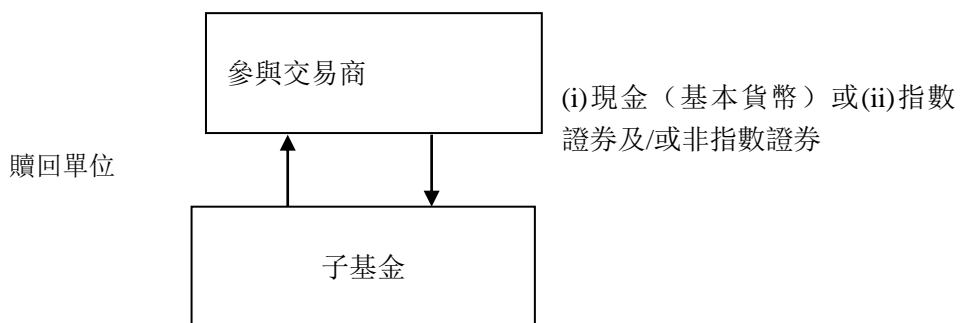 參與交易商
(i)現金（基本貨幣）或(ii)指數
證券及/或非指數證券
贖回單位
子基金